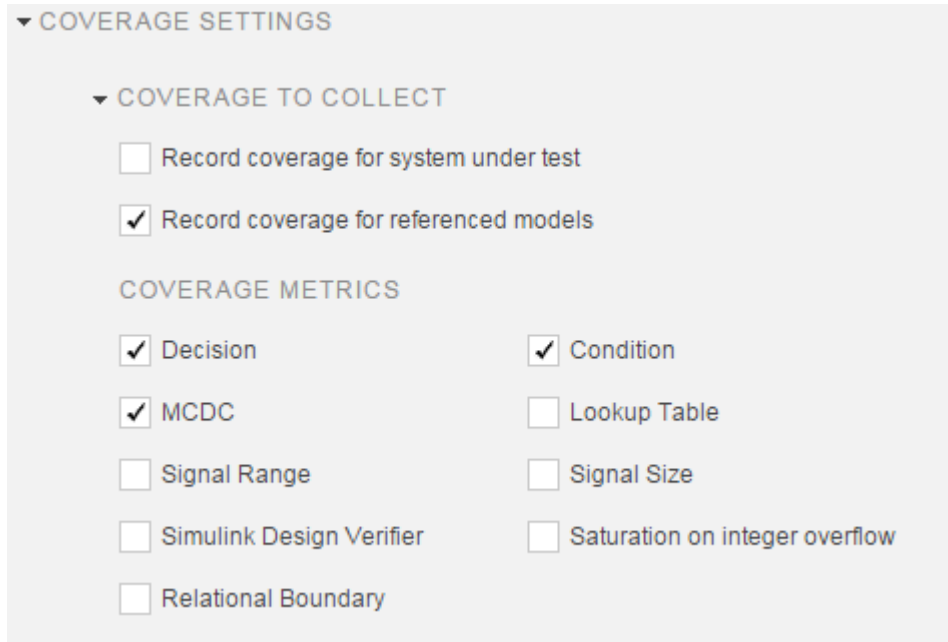 COVERAGE SETTINGS
COVERAGE TO COLLECT
Record coverage for system under test
Record coverage for referenced models
COVERAGE METRICS
Decision
Condition
MCDC
Lookup Table
Signal Range
Signal Size
Simulink Design Verifier
Saturation on integer overflow
Relational Boundary